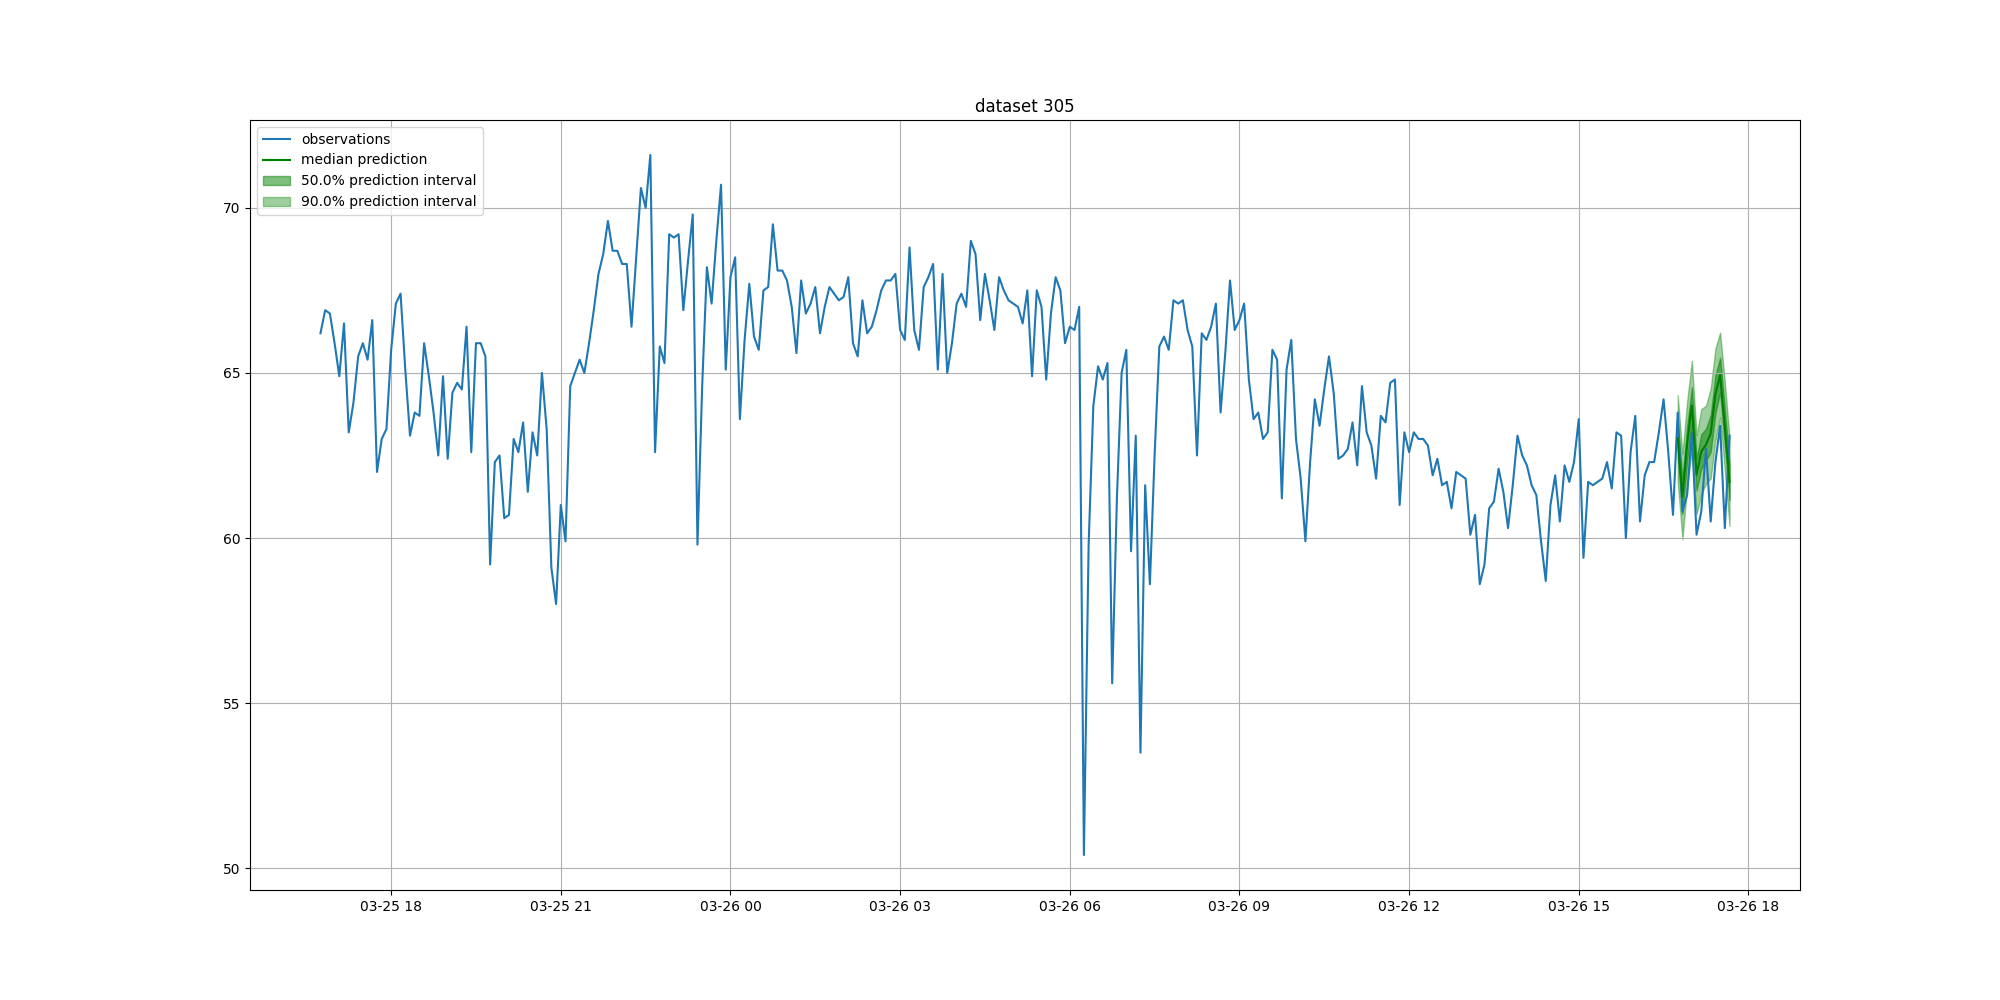 dataset 305
observations
median prediction
50.0% prediction interval
90.0% prediction interval
70
65
60
55
50
03-25 18
03-25 21
03-26 00
03-26 03
03-26 06
03-26 09
03-26 12
03-26 15
03-26 18